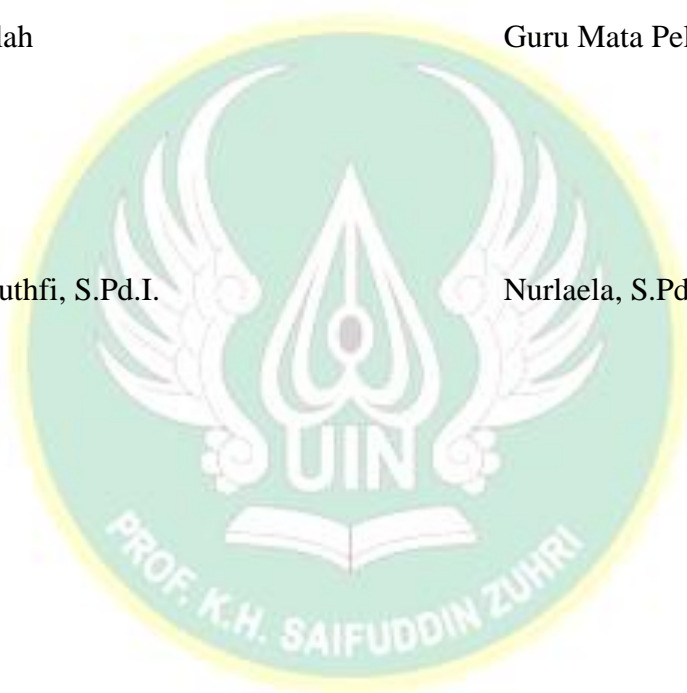 lah Guru Mata Pel
uthfi, S.Pd.I. Nurlaela, S.Pd
UIN
PROF. K.H. SAIFUDDIN ZUHRI